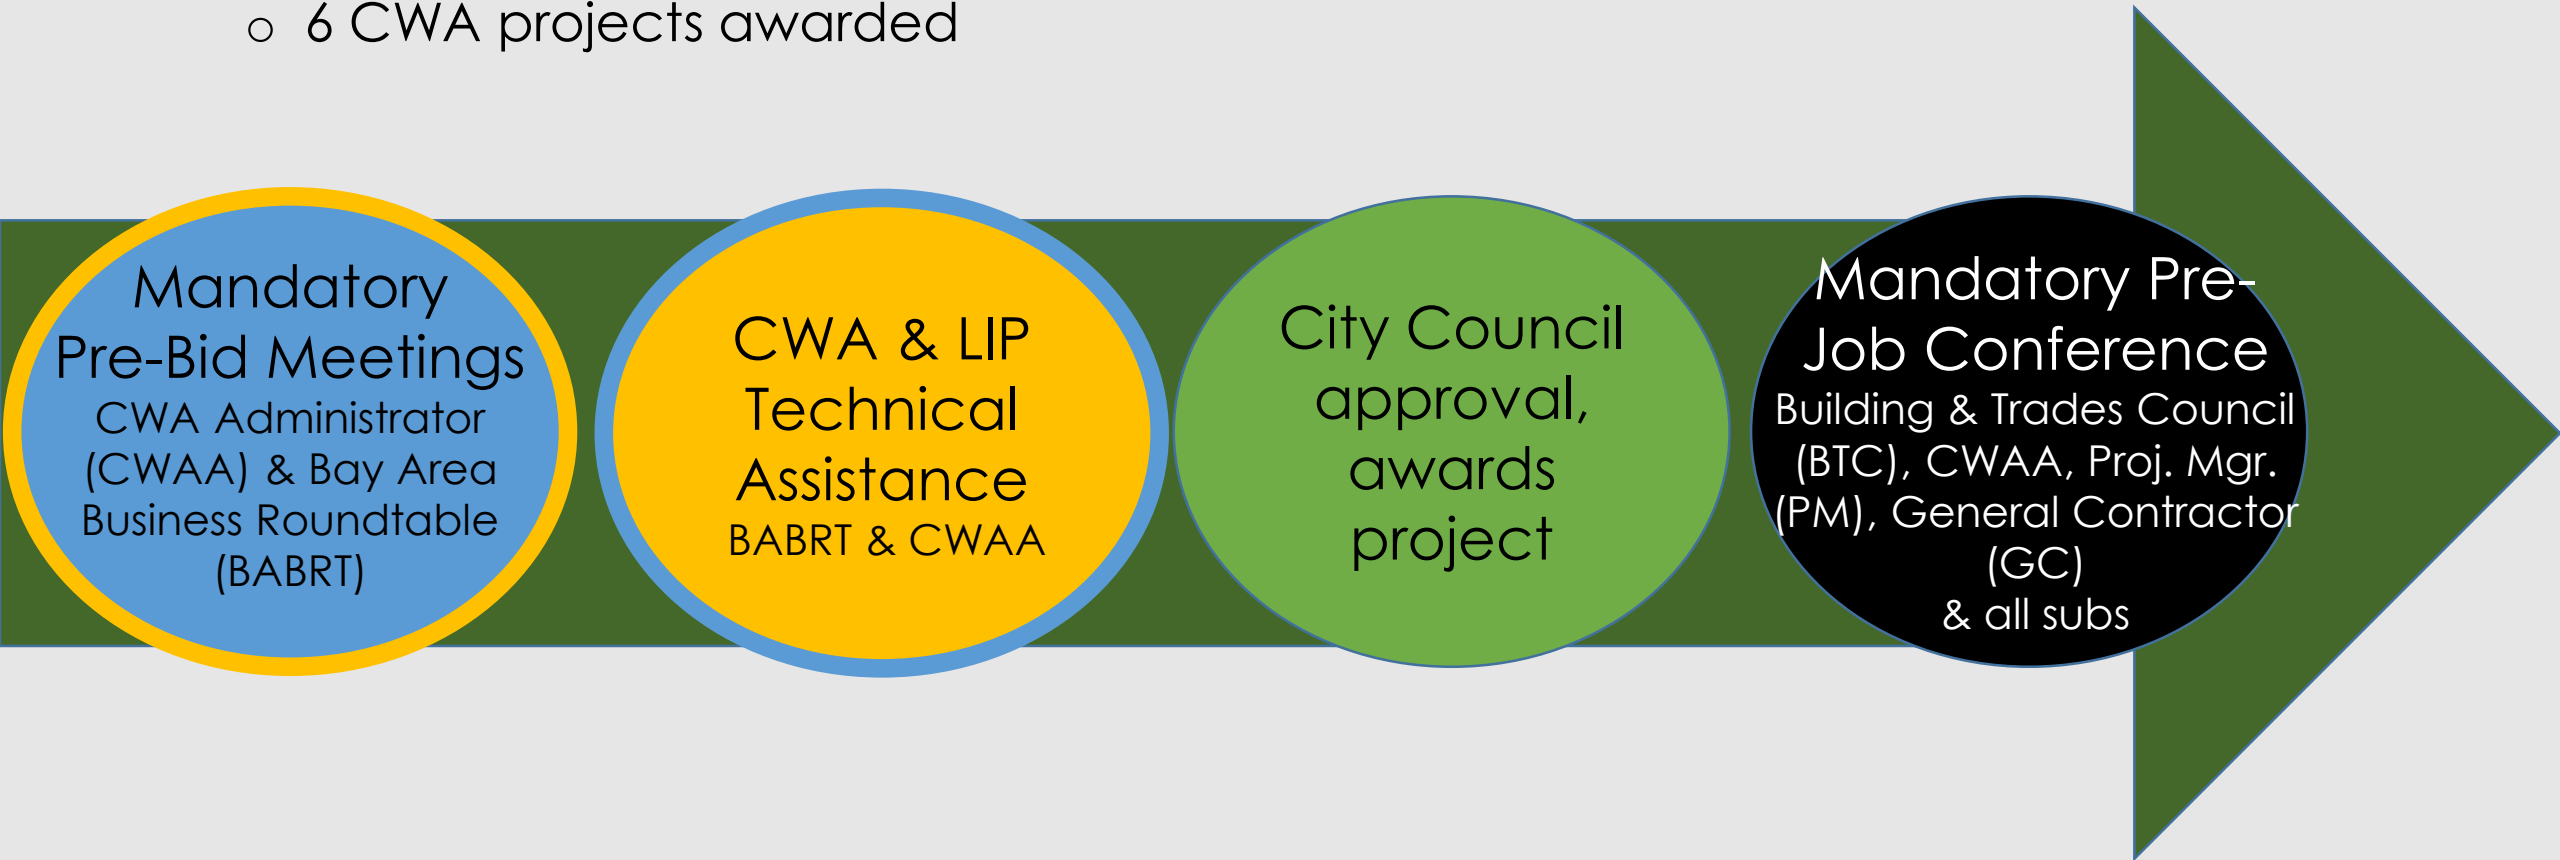 o 6 CWA projects awarded
Mandatory
Pre-Bid Meetings
CWA Administrator
(CWAA) & Bay Area
Business Roundtable
(BABRT)
CWA & LIP
Technical
Assistance
BABRT & CWAA
City Council
approval,
awards
project
Mandatory Pre-
Job Conference
Building & Trades Council
(BTC), CWAA, Proj. Mgr.
(PM), General Contractor
(GC)
& all subs